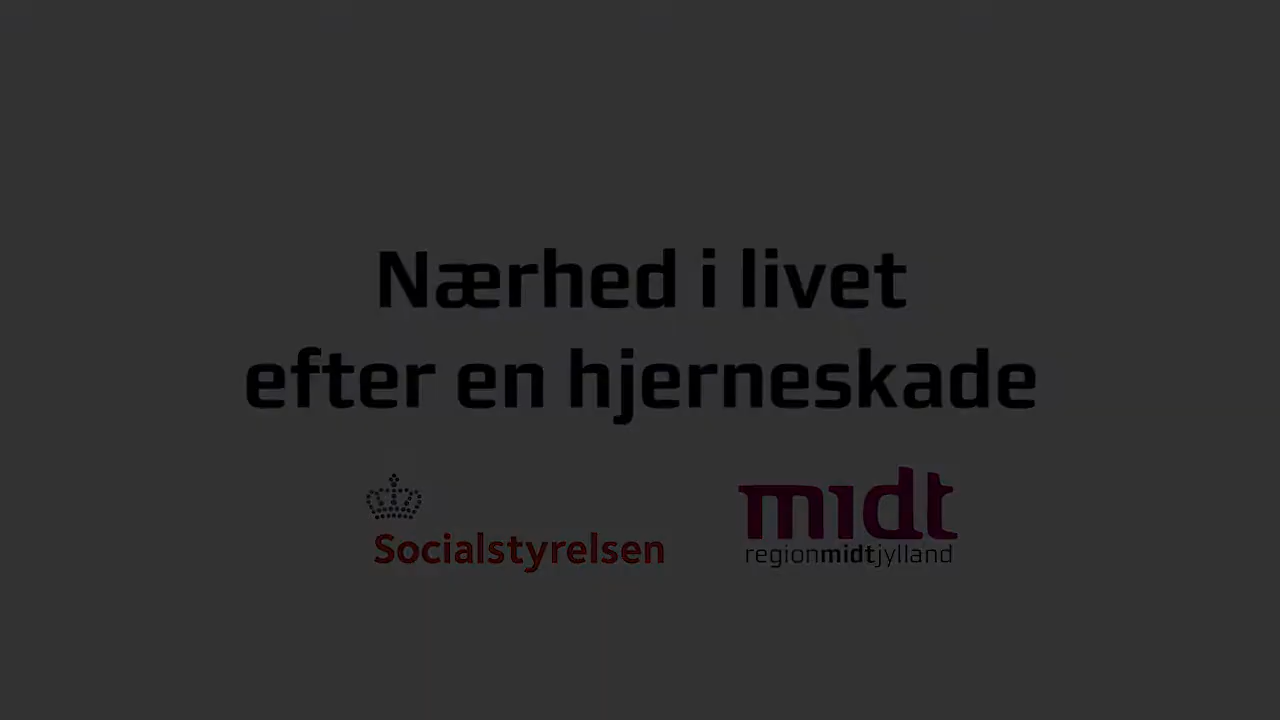 Nærhed i livet
efter en hjerneskade
Socialstyrelsen
midt
regionmidtjylland